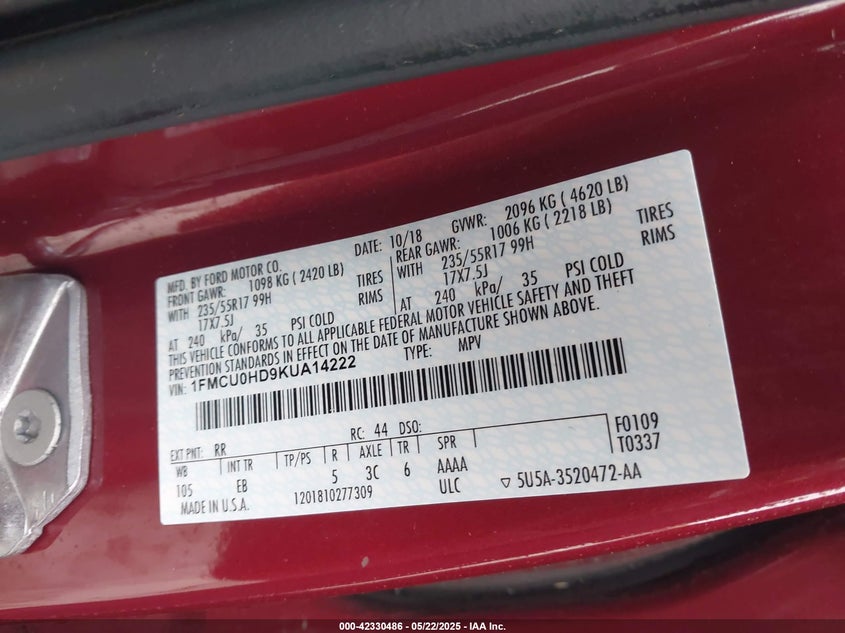 MFD. BY FORD MOTOR CO.
DATE: 10/18 GVWR: 2096 KG ( 4620 LB)
FRONT GAWR: 1098 KG ( 2420 LB)
REAR GAWR: 1006 KG ( 2218 LB)
WITH 235/55R17 99H TIRES
WITH 235/55R17 99H TIRES
17X7.5J RIMS
17X7.5J RIMS
AT 240 kPa/ 35 PSI COLD
AT 240 kPa/ 35 PSI COLD
THIS VEHICLE CONFORMS TO ALL APPLICABLE FEDERAL MOTOR VEHICLE SAFETY AND THEFT
PREVENTION STANDARDS IN EFFECT ON THE DATE OF MANUFACTURE SHOWN ABOVE.
VIN: 1FMCU0HD9KUA14222 TYPE: MPV
EXT PNT: RR RC: 44 DSO: F0109
WB INT TR TP/PS R AXLE TR SPR T0337
105 EB 5 3C 6 AAAA
MADE IN U.S.A. 1201810277309 ULC ▽ 5U5A-3520472-AA
000-42330486 - 05/22/2025 - IAA Inc.